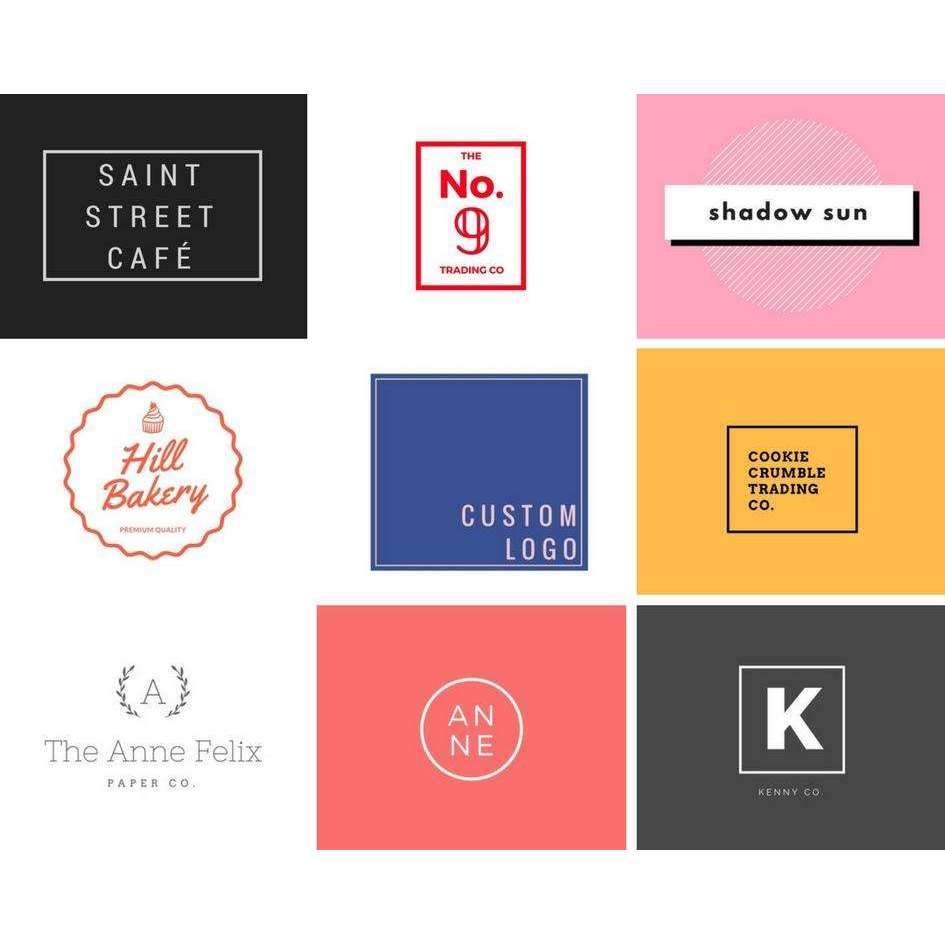 SAINT
STREET
CAFÉ
THE
No.
9
TRADING CO
shadow sun
Hill
Bakery
PREMIUM QUALITY
CUSTOM
LOGO
COOKIE
CRUMBLE
TRADING
CO.
A
The Anne Felix
PAPER CO.
AN
NE
K
KENNY CO.